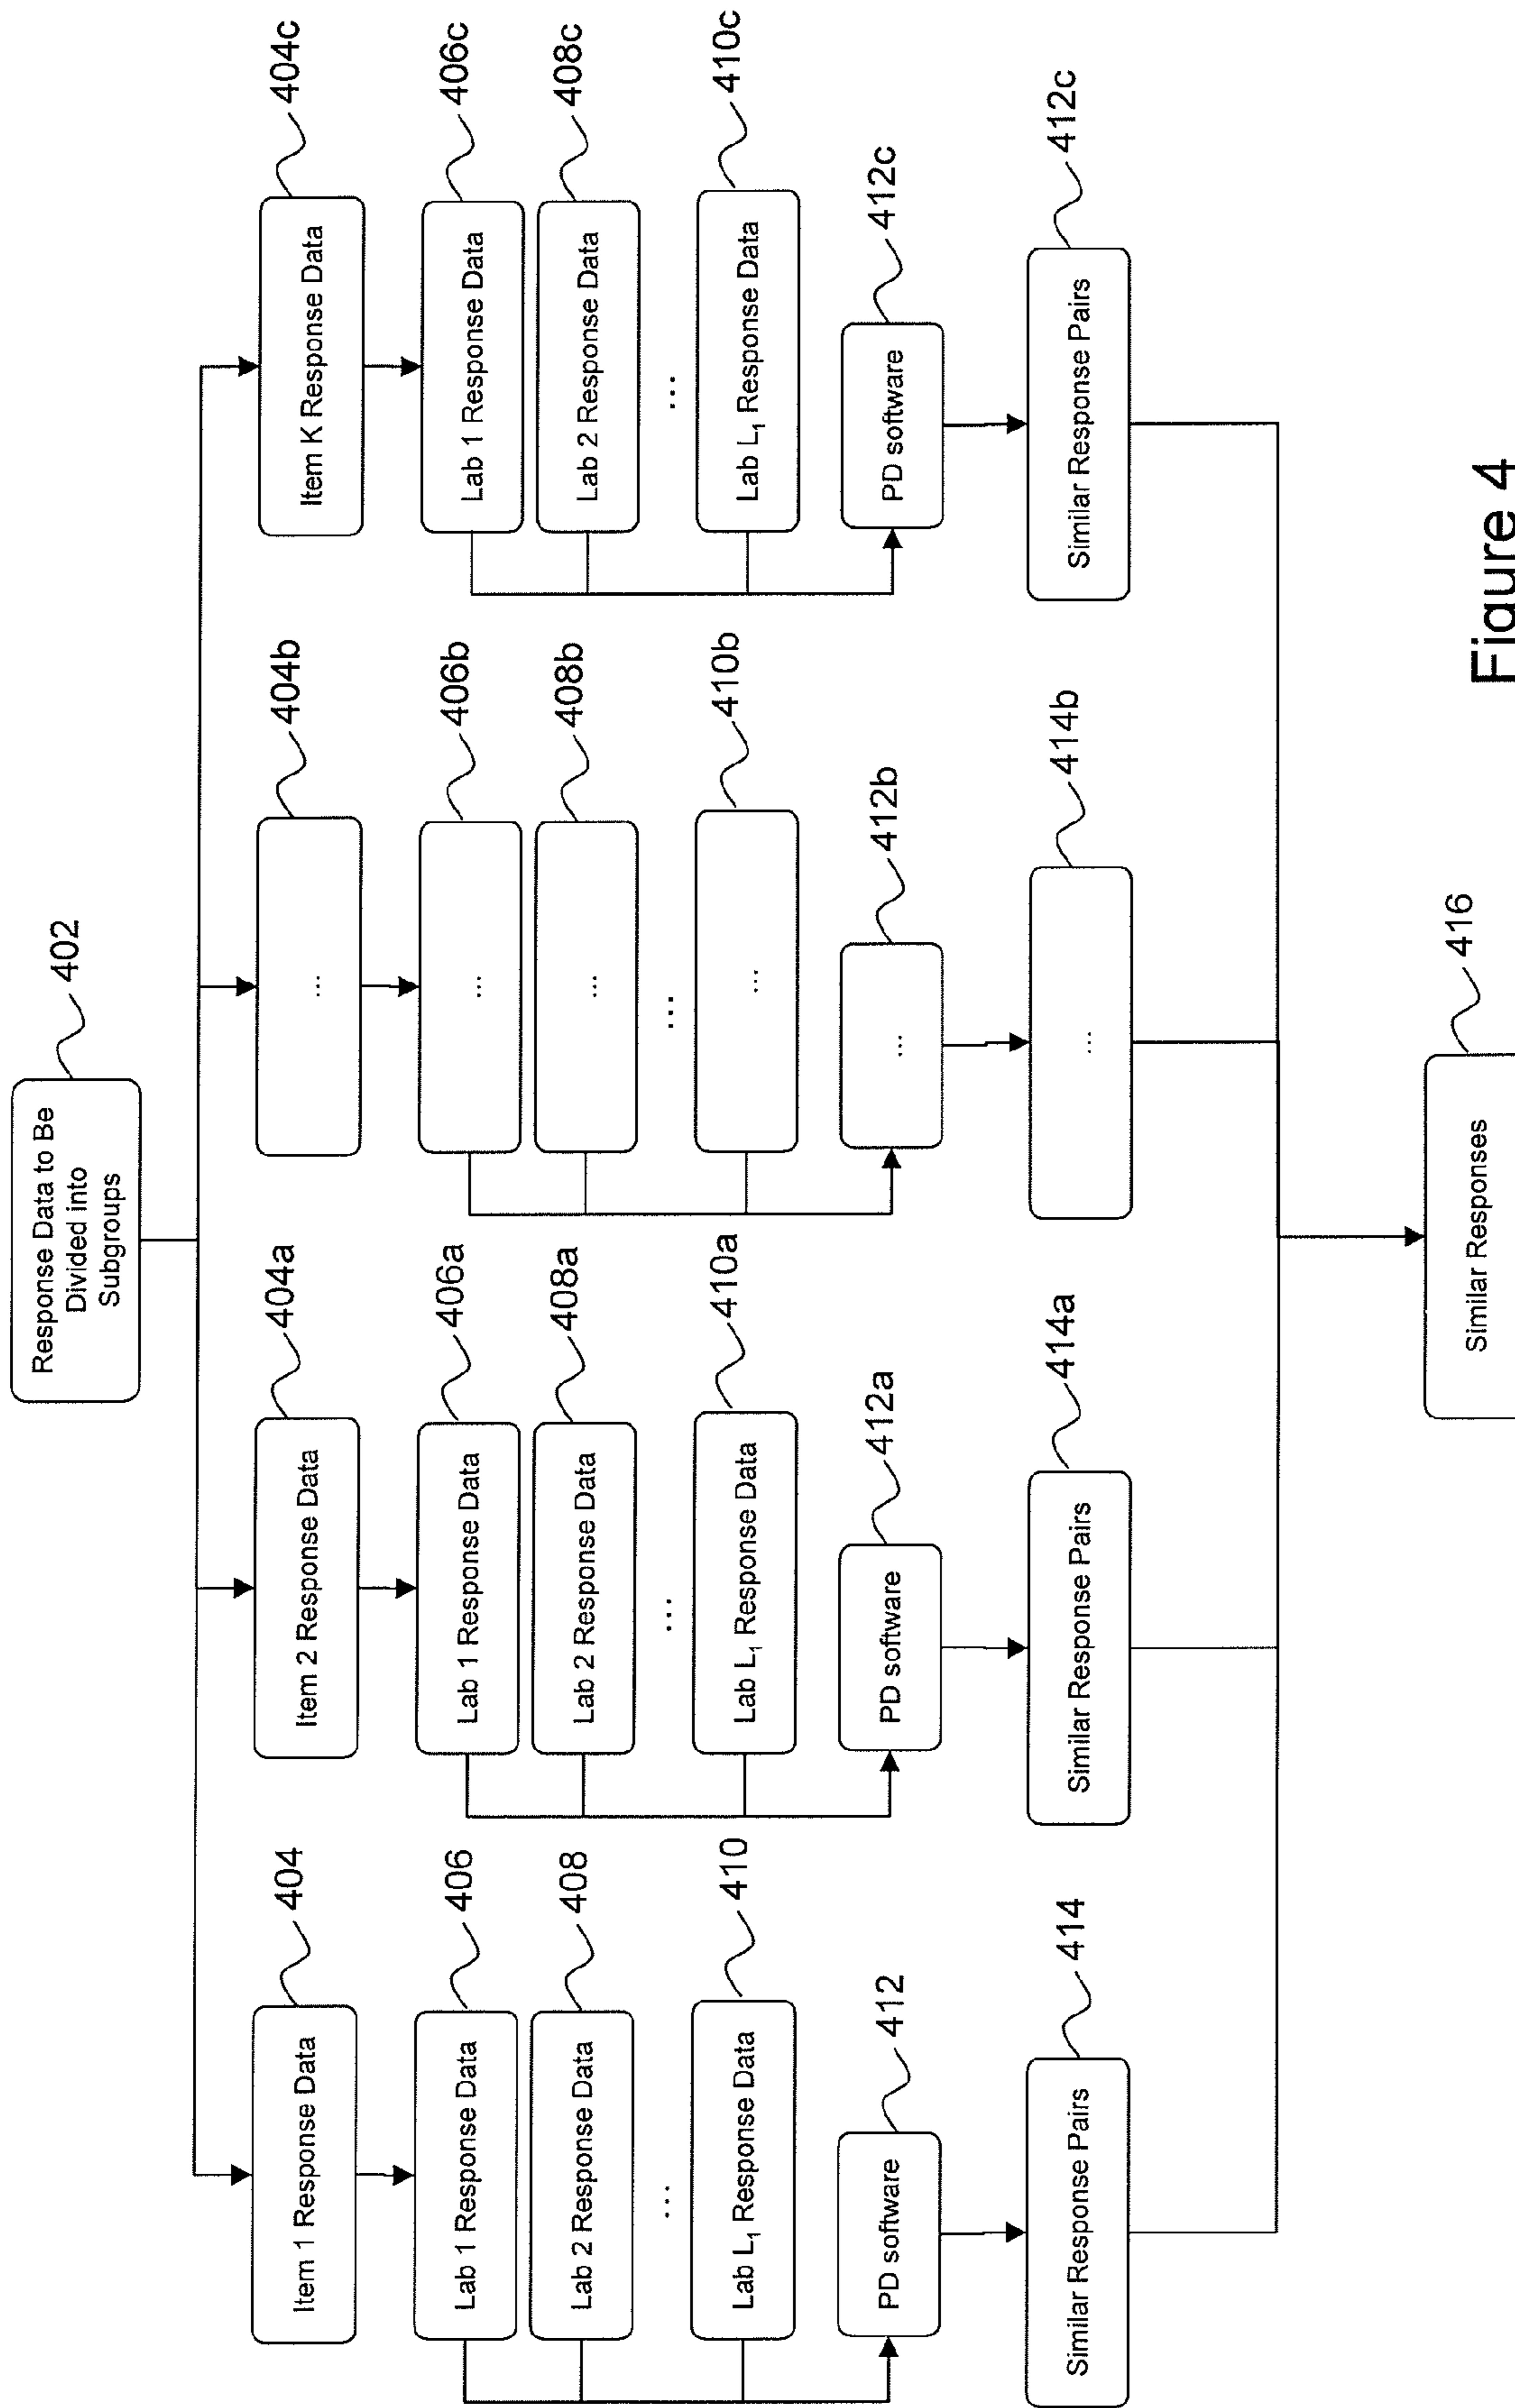 Response Data to Be
Divided into
Subgroups
402
Item 1 Response Data
404
Item 2 Response Data
404a
...
404b
Item K Response Data
404c
Lab 1 Response Data
406
Lab 1 Response Data
406a
...
406b
Lab 1 Response Data
406c
Lab 2 Response Data
408
Lab 2 Response Data
408a
...
408b
Lab 2 Response Data
408c
...
...
...
...
Lab L₁ Response Data
410
Lab L₁ Response Data
410a
...
410b
Lab L₁ Response Data
410c
PD software
412
PD software
412a
...
412b
PD software
412c
Similar Response Pairs
414
Similar Response Pairs
414a
...
414b
Similar Response Pairs
412c
Similar Responses
416
Figure 4